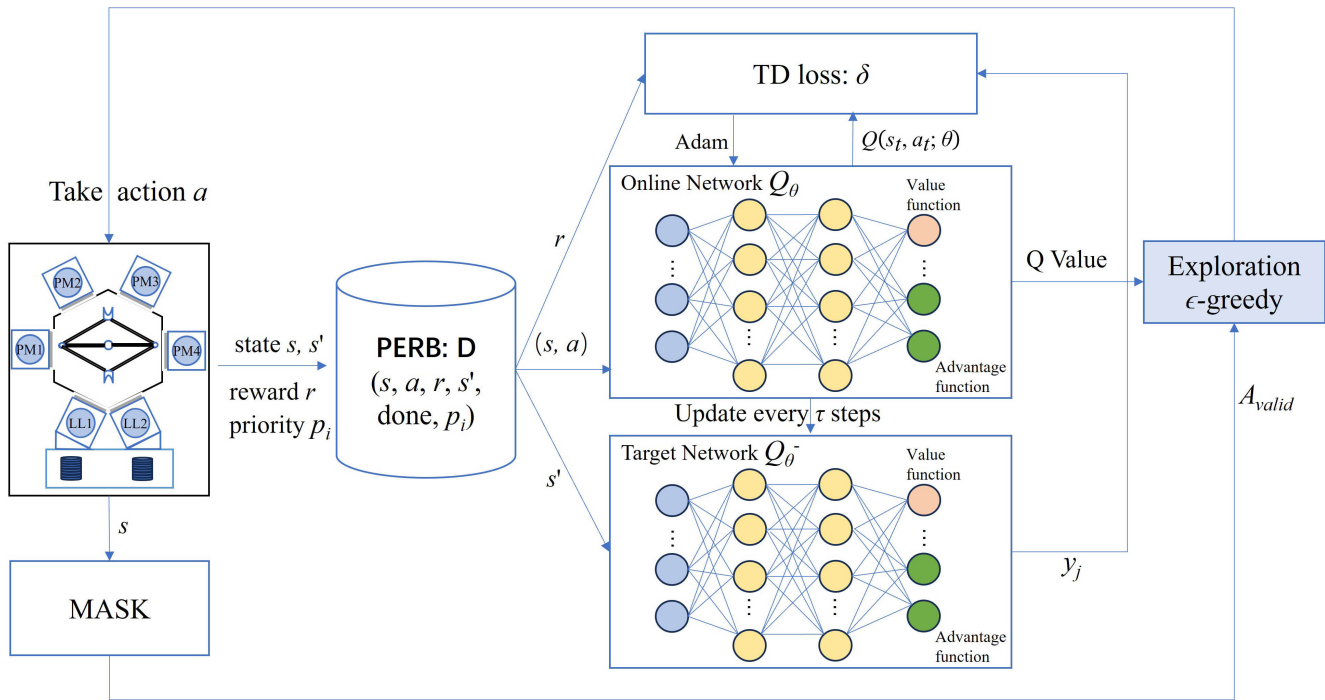 TD loss: δ
Adam
Q(s_t, a_t; θ)
Take action a
Online Network Q_θ
Value
function
Advantage
function
r
Q Value
Exploration
ϵ-greedy
PM2
PM3
PM1
PM4
LL1
LL2
state s, s'
reward r
priority p_i
PERB: D
(s, a, r, s',
done, p_i)
(s, a)
s'
Update every τ steps
Target Network Q_θ^-
Value
function
Advantage
function
y_j
A_valid
s
MASK